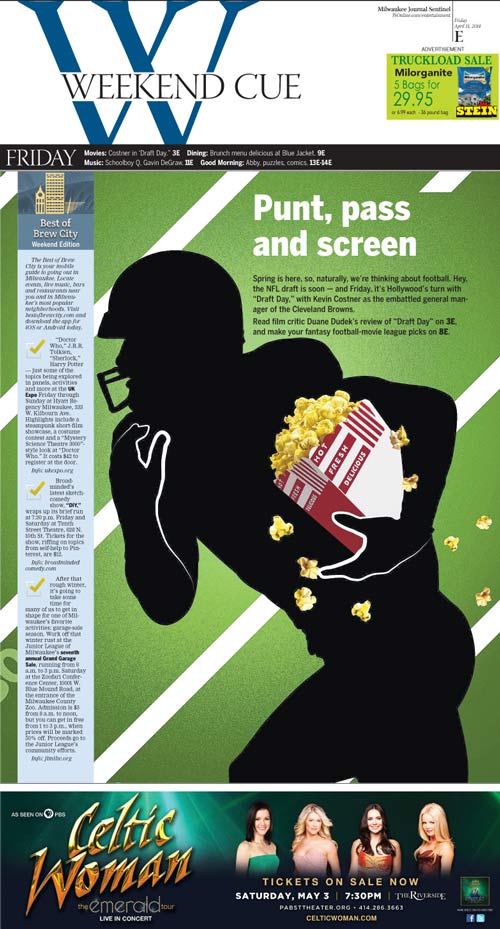 Milwaukee Journal Sentinel
JSOnline.com/entertainment
Friday
April 11, 2014
E
ADVERTISEMENT
TRUCKLOAD SALE
Milorganite
5 Bags for
29.95
or 6.99 each - 36 pound bag
STEIN
W
WEEKEND CUE
FRIDAY
Movies: Costner in "Draft Day." 3E Dining: Brunch menu delicious at Blue Jacket. 9E
Music: Schoolboy Q, Gavin DeGraw. 11E Good Morning: Abby, puzzles, comics. 13E-14E
Best of
Brew City
Weekend Edition
The Best of Brew
City is your mobile
guide to going out in
Milwaukee. Locate
events, live music, bars
and restaurants near
you and in Milwau-
kee's most popular
neighborhoods. Visit
bestofbrewcity.com and
download the app for
iOS or Android today.
"Doctor
Who," J.R.R.
Tolkien,
"Sherlock,"
Harry Potter
— just some of the
topics being explored
in panels, activities
and more at the UK
Expo Friday through
Sunday at Hyatt Re-
gency Milwaukee, 333
W. Kilbourn Ave.
Highlights include a
steampunk short-film
showcase, a costume
contest and a "Mystery
Science Theatre 3000"-
style look at "Doctor
Who." It costs $42 to
register at the door.
Info: ukexpo.org
Broad-
minded's
latest sketch-
comedy
show, "DIY,"
wraps up its brief run
at 7:30 p.m. Friday and
Saturday at Tenth
Street Theatre, 628 N.
10th St. Tickets for the
show, riffing on topics
from self-help to Pin-
terest, are $12.
Info: broadminded
comedy.com
After that
rough winter,
it's going to
take some
time for
many of us to get in
shape for one of Mil-
waukee's favorite
activities: garage-sale
season. Work off that
winter rust at the
Junior League of
Milwaukee's seventh
annual Grand Garage
Sale, running from 8
a.m. to 3 p.m. Saturday
at the Zoofari Confer-
ence Center, 10001 W.
Blue Mound Road, at
the entrance of the
Milwaukee County
Zoo. Admission is $5
from 8 a.m. to noon,
but you can get in free
from 1 to 3 p.m., when
prices will be marked
50% off. Proceeds go to
the Junior League's
community efforts.
Info: jlmilw.org
Punt, pass
and screen
Spring is here, so, naturally, we're thinking about football. Hey,
the NFL draft is soon — and Friday, it's Hollywood's turn with
"Draft Day," with Kevin Costner as the embattled general man-
ager of the Cleveland Browns.
Read film critic Duane Dudek's review of "Draft Day" on 3E,
and make your fantasy football-movie league picks on 8E.
HOT
FRESH
DELICIOUS
HOT
FRESH
DELICIOUS
AS SEEN ON PBS
Celtic
Woman
the emerald tour
LIVE IN CONCERT
TICKETS ON SALE NOW
SATURDAY, MAY 3 | 7:30PM | THE RIVERSIDE
PABSTTHEATER.ORG • 414.286.3663
CELTICWOMAN.COM